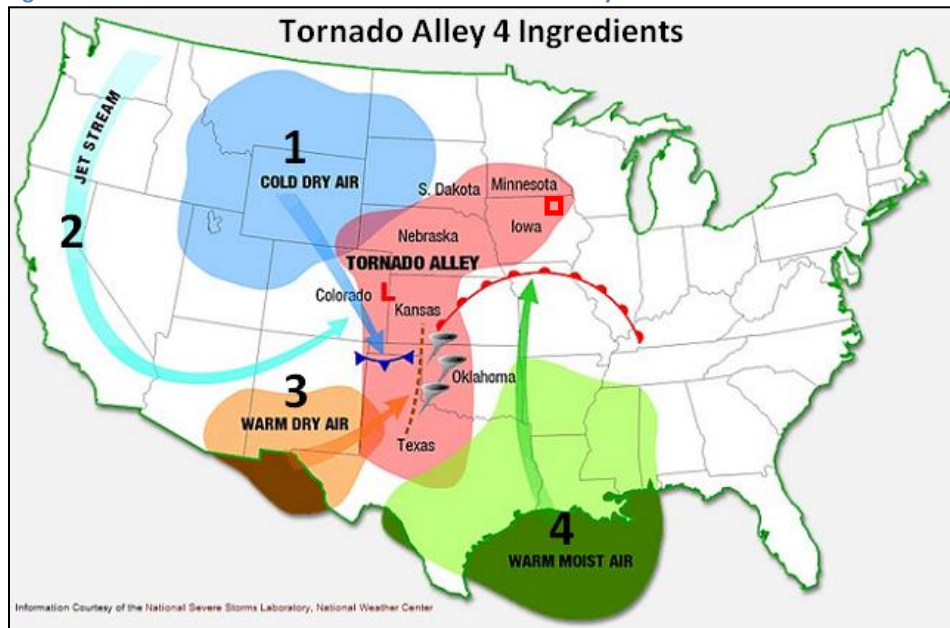 Tornado Alley 4 Ingredients
JET STREAM
1
COLD DRY AIR
2
S. Dakota
Minnesota
Nebraska
Iowa
TORNADO ALLEY
Colorado
L
Kansas
3
WARM DRY AIR
Oklahoma
Texas
4
WARM MOIST AIR
Information Courtesy of the National Severe Storms Laboratory, National Weather Center